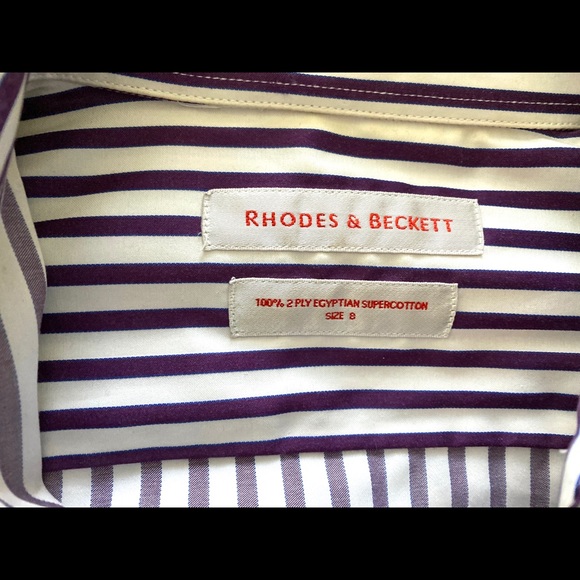 RHODES & BECKETT
100% 2 PLY EGYPTIAN SUPERCOTTON
SIZE 8